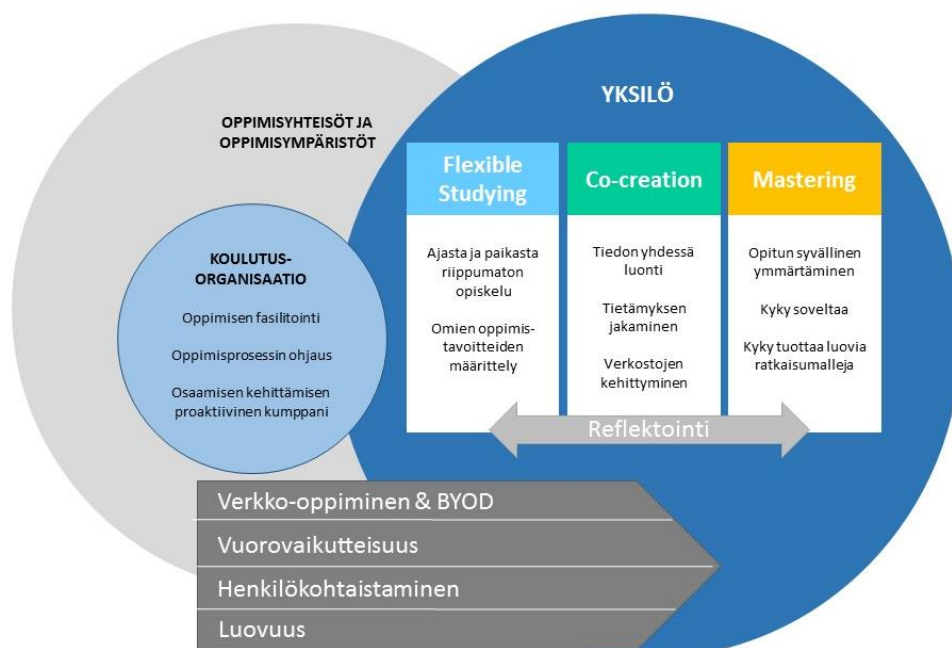 YKSILÖ
OPPIMISYHTEISÖT JA
OPPIMISYMPÄRISTÖT
KOULUTUS-
ORGANISAATIO
Oppimisen fasilitointi
Oppimisprosessin ohjaus
Osaamisen kehittämisen
proaktiivinen kumppani
Flexible
Studying
Ajasta ja paikasta
riippumaton
opiskelu
Omien oppimis-
tavoitteiden
määrittely
Co-creation
Tiedon yhdessä
luonti
Tietämyksen
jakaminen
Verkostojen
kehittyminen
Mastering
Opitun syvällinen
ymmärtäminen
Kyky soveltaa
Kyky tuottaa luovia
ratkaisumalleja
Reflektointi
Verkko-oppiminen & BYOD
Vuorovaikutteisuus
Henkilökohtaistaminen
Luovuus